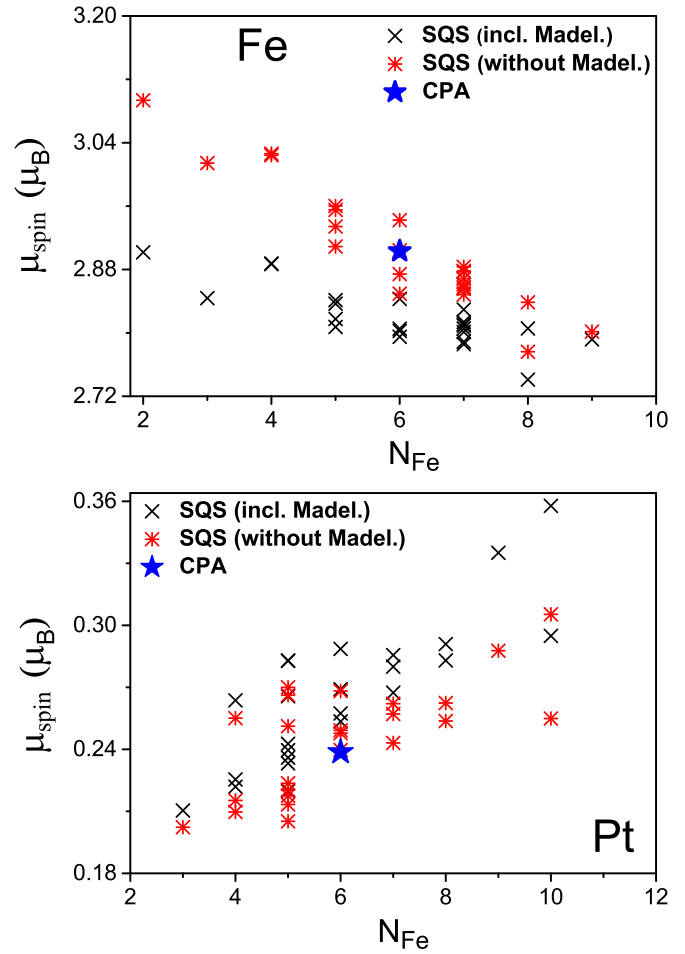 Fe
SQS (incl. Madel.)
SQS (without Madel.)
CPA
3.20
3.04
2.88
2.72
μspin (μB)
2 4 6 8 10
NFe
SQS (incl. Madel.)
SQS (without Madel.)
CPA
0.36
0.30
0.24
0.18
μspin (μB)
Pt
2 4 6 8 10 12
NFe